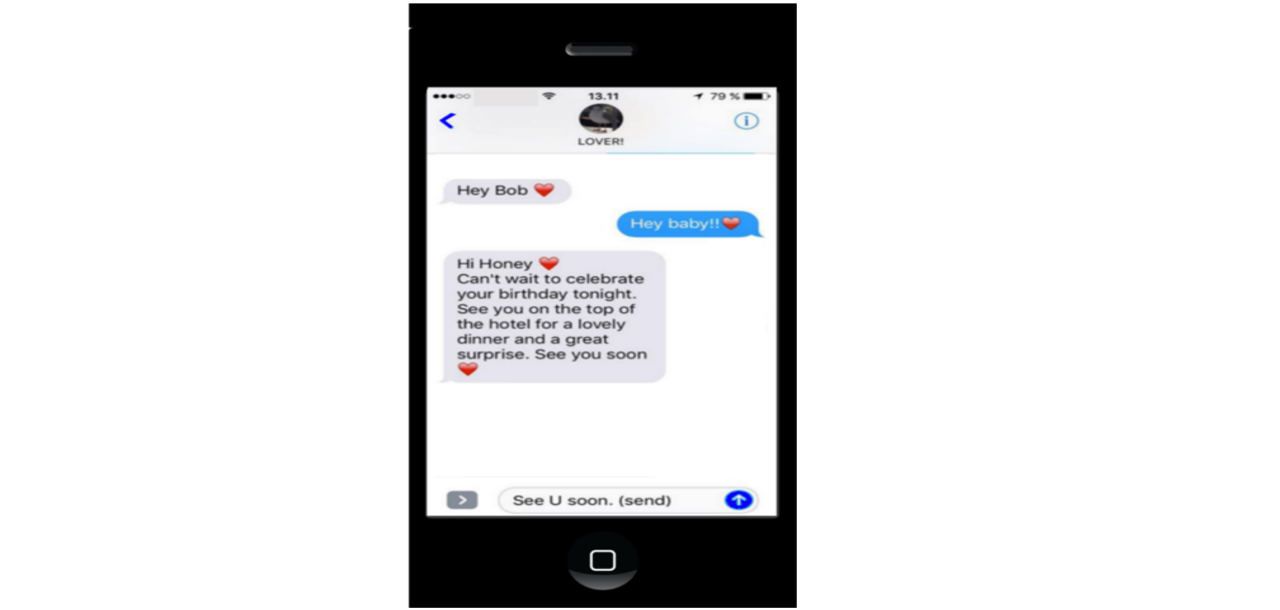 13.11
79 %
LOVER!
Hey Bob ❤️
Hey baby!!❤️
Hi Honey ❤️
Can't wait to celebrate
your birthday tonight.
See you on the top of
the hotel for a lovely
dinner and a great
surprise. See you soon
❤️
See U soon. (send)